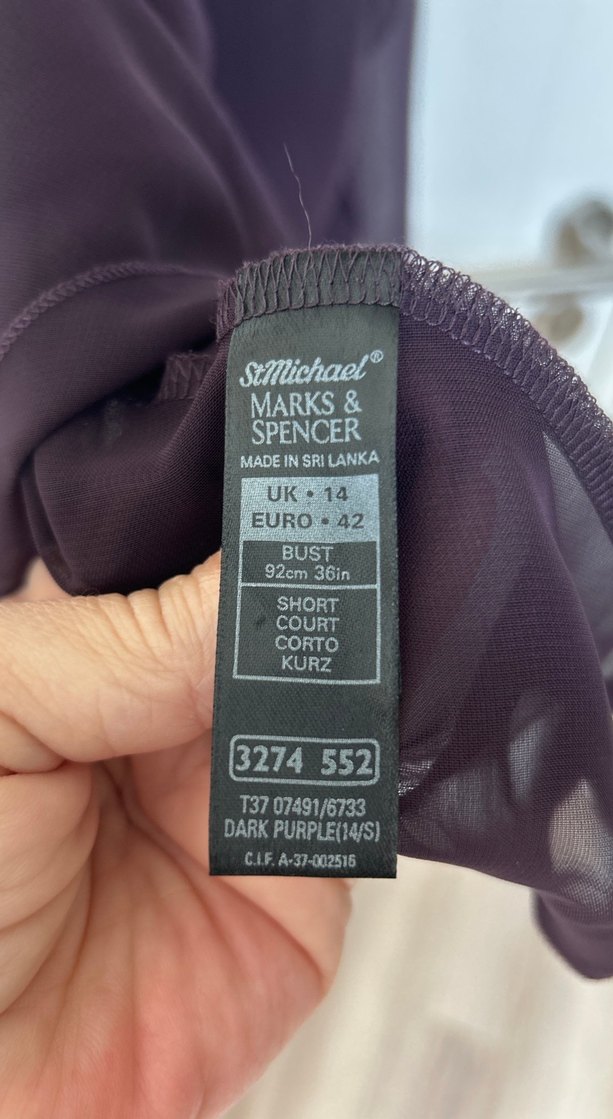 StMichael®
MARKS &
SPENCER
MADE IN SRI LANKA
UK • 14
EURO • 42
BUST
92cm 36in
SHORT
COURT
CORTO
KURZ
3274 552
T37 07491/6733
DARK PURPLE(14/S)
C.I.F. A-37-002516